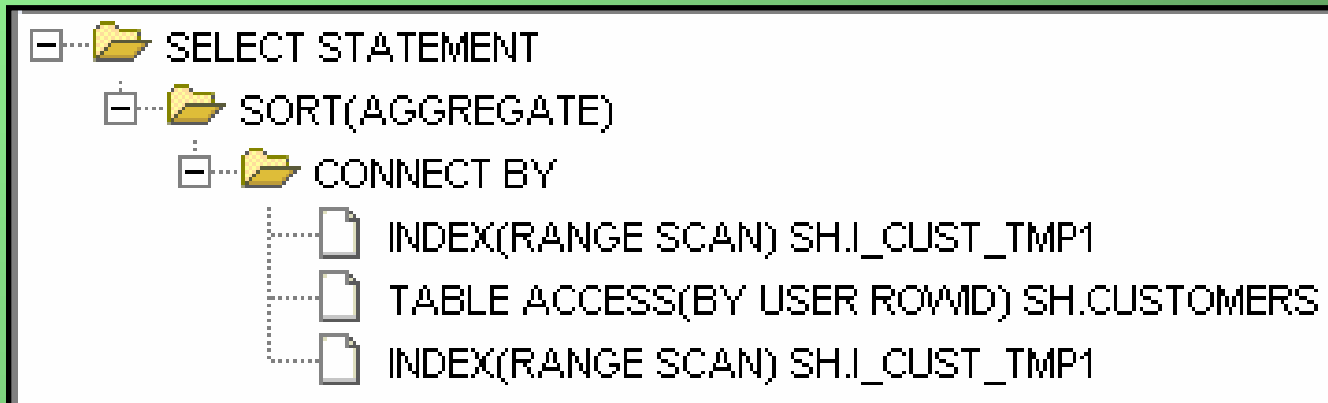 SELECT STATEMENT
SORT(AGGREGATE)
CONNECT BY
INDEX(RANGE SCAN) SH.I_CUST_TMP1
TABLE ACCESS(BY USER ROWID) SH.CUSTOMERS
INDEX(RANGE SCAN) SH.I_CUST_TMP1